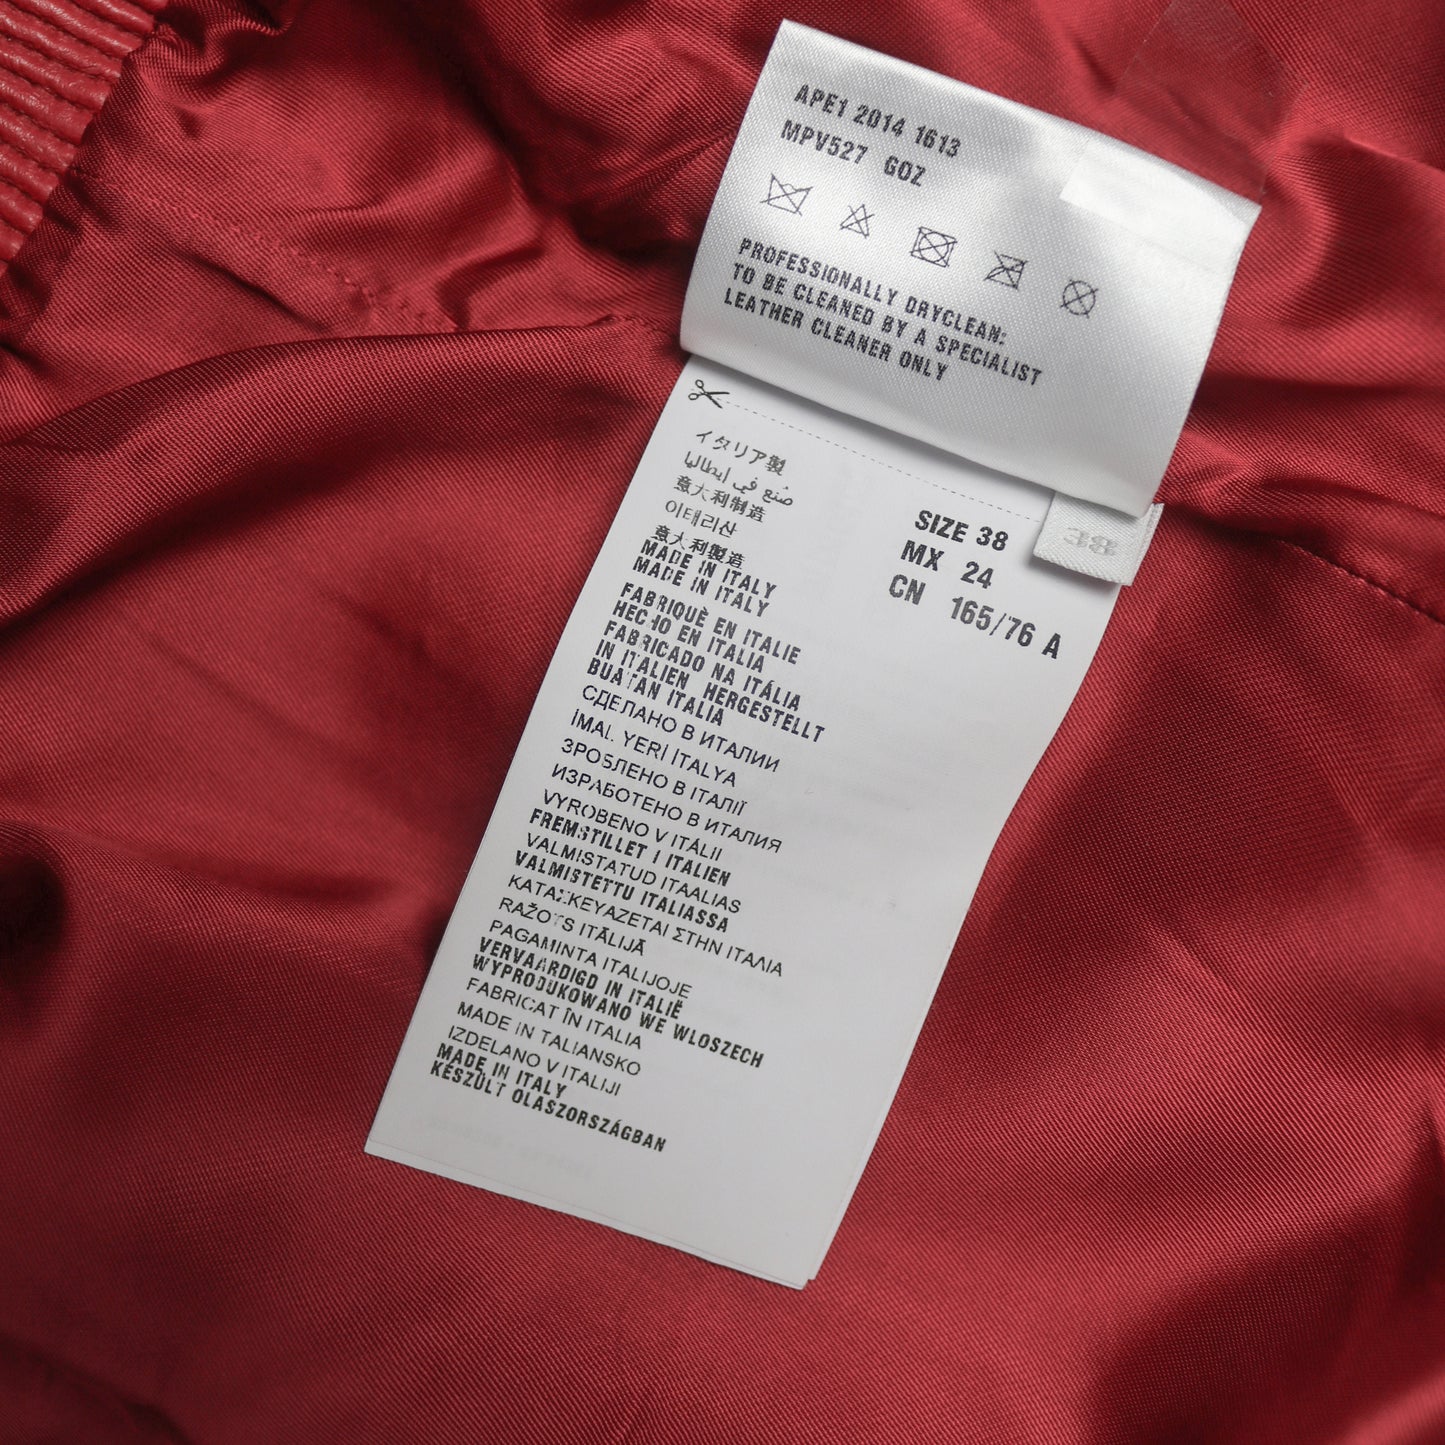 APE1 2014 1613
MPV527 GOZ
PROFESSIONALLY DRYCLEAN:
TO BE CLEANED BY A SPECIALIST
LEATHER CLEANER ONLY
イタリア製
صُنع في إيطاليا
意大利制造
이태리산
意大利製造
MADE IN ITALY
MADE IN ITALY
FABRIQUÈ EN ITALIE
HECHO EN ITALIA
FABRICADO NA ITÁLIA
IN ITALIEN HERGESTELLT
BUATAN ITALIA
СДЕЛАНО В ИТАЛИИ
İMAL YERI ITALYA
ЗРОБЛЕНО В ІТАЛІЇ
ИЗРАБОТЕНО В ИТАЛИЯ
VYROBENO V ITÁLII
FREMSTILLET I ITALIEN
VALMISTATUD ITAALIAS
VALMISTETTU ITALIASSA
ΚΑΤΑΣΚΕΥΑΖΕΤΑΙ ΣΤΗΝ ΙΤΑΛΙΑ
RAŽOTS ITĀLIJĀ
PAGAMINTA ITALIJOJE
VERVAARDIGD IN ITALIË
WYPRODUKOWANO WE WLOSZECH
FABRICAT ÎN ITALIA
MADE IN TALIANSKO
IZDELANO V ITALIJI
MADE IN ITALY
KÉSZÜLT OLASZORSZÁGBAN
SIZE 38
MX 24
CN 165/76 A
38